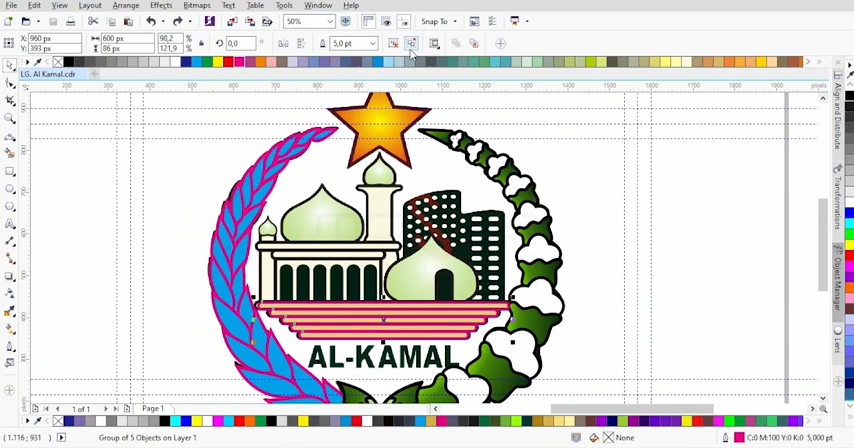 File Edit View Layout Arrange Effects Bitmaps Text Table Tools Window Help
50% Snap To
X: 960 px 600 px 98,2 % 0,0 ° 5,0 pt
Y: 393 px 86 px 121,9 %
LG. Al Kamal.cdr
200 300 400 500 600 700 800 900 1000 1100 1200 1300 1400 1500 1600 1700 1800 1900 pixels
Align and Distribute
Transformations
Object Manager
Lens
AL-KAMAL
1 of 1 Page 1
(1.116; 931) Group of 5 Objects on Layer 1 None C:0 M:100 Y:0 K:0 5,000 pt